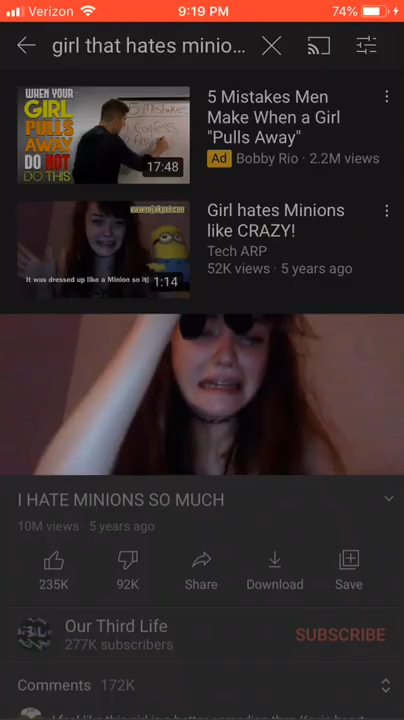 Verizon 9:19 PM 74%
girl that hates minio...
WHEN YOUR
GIRL
PULLS
AWAY
DO NOT
DO THIS
5 Mistakes
Confess
17:48
5 Mistakes Men
Make When a Girl
"Pulls Away"
Ad Bobby Rio · 2.2M views
It was dressed up like a Minion so it
1:14
Girl hates Minions
like CRAZY!
Tech ARP
52K views · 5 years ago
I HATE MINIONS SO MUCH
10M views · 5 years ago
235K 92K Share Download Save
Our Third Life
277K subscribers
SUBSCRIBE
Comments 172K